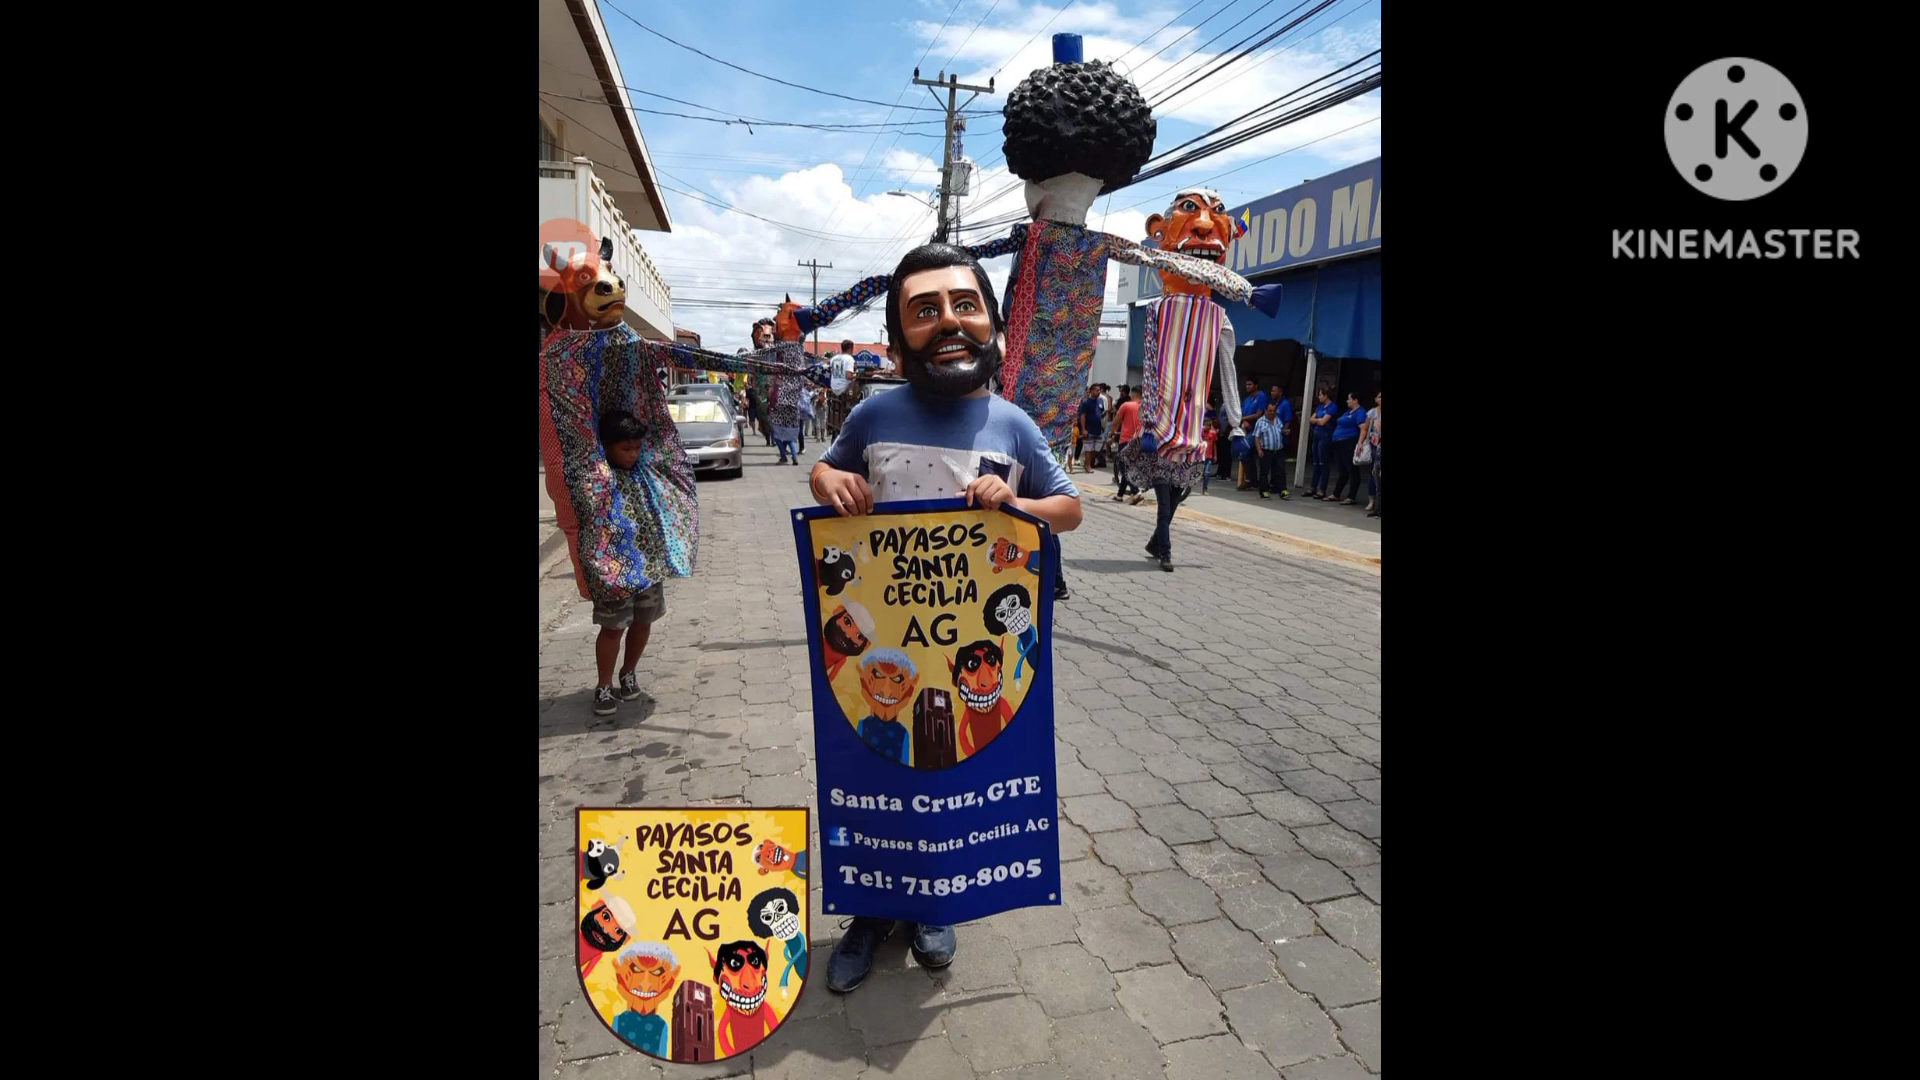 K
KINEMASTER
m
NDO MA
PAYASOS
SANTA
CECILIA
AG
Santa Cruz, GTE
f Payasos Santa Cecilia AG
Tel: 7188-8005
PAYASOS
SANTA
CECILIA
AG